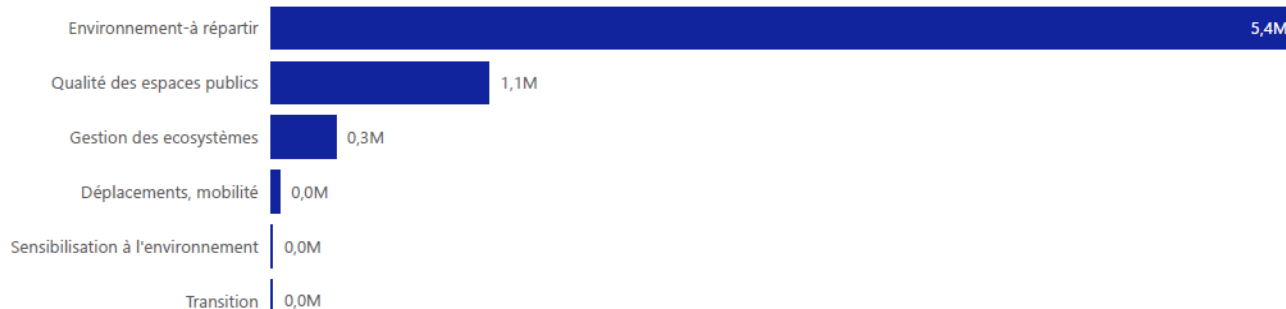 Environnement-à répartir 5,4M
Qualité des espaces publics 1,1M
Gestion des ecosystèmes 0,3M
Déplacements, mobilité 0,0M
Sensibilisation à l'environnement 0,0M
Transition 0,0M